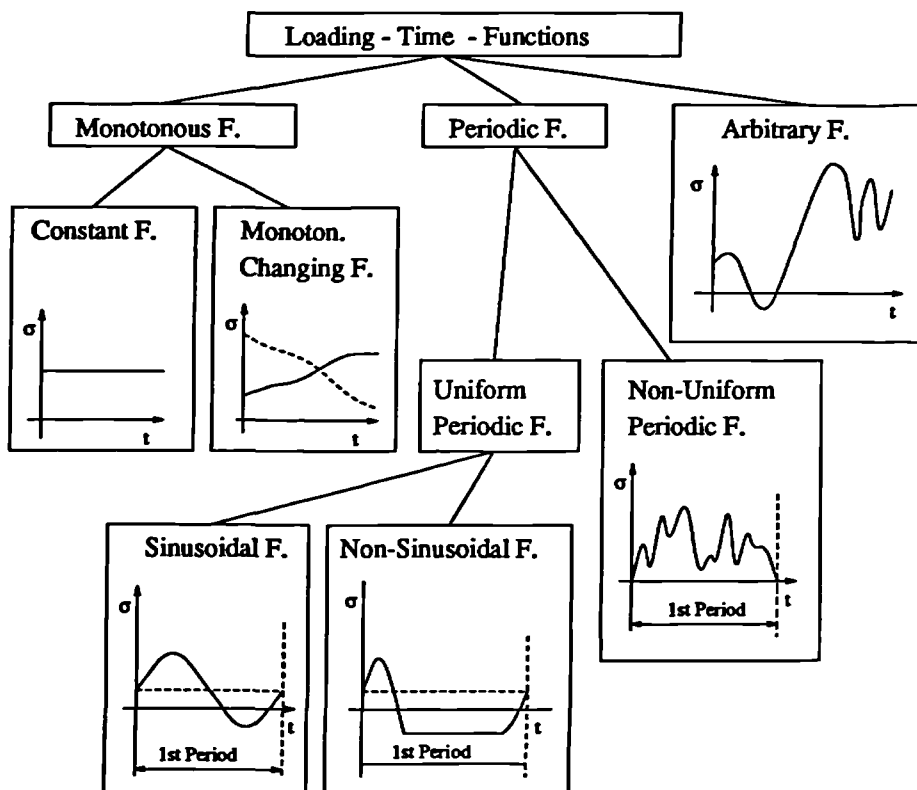 Loading - Time - Functions
Monotonous F.
Periodic F.
Arbitrary F.
σ
t
Constant F.
σ
t
Monoton.
Changing F.
σ
t
Uniform
Periodic F.
Non-Uniform
Periodic F.
σ
t
1st Period
Sinusoidal F.
σ
t
1st Period
Non-Sinusoidal F.
σ
t
1st Period